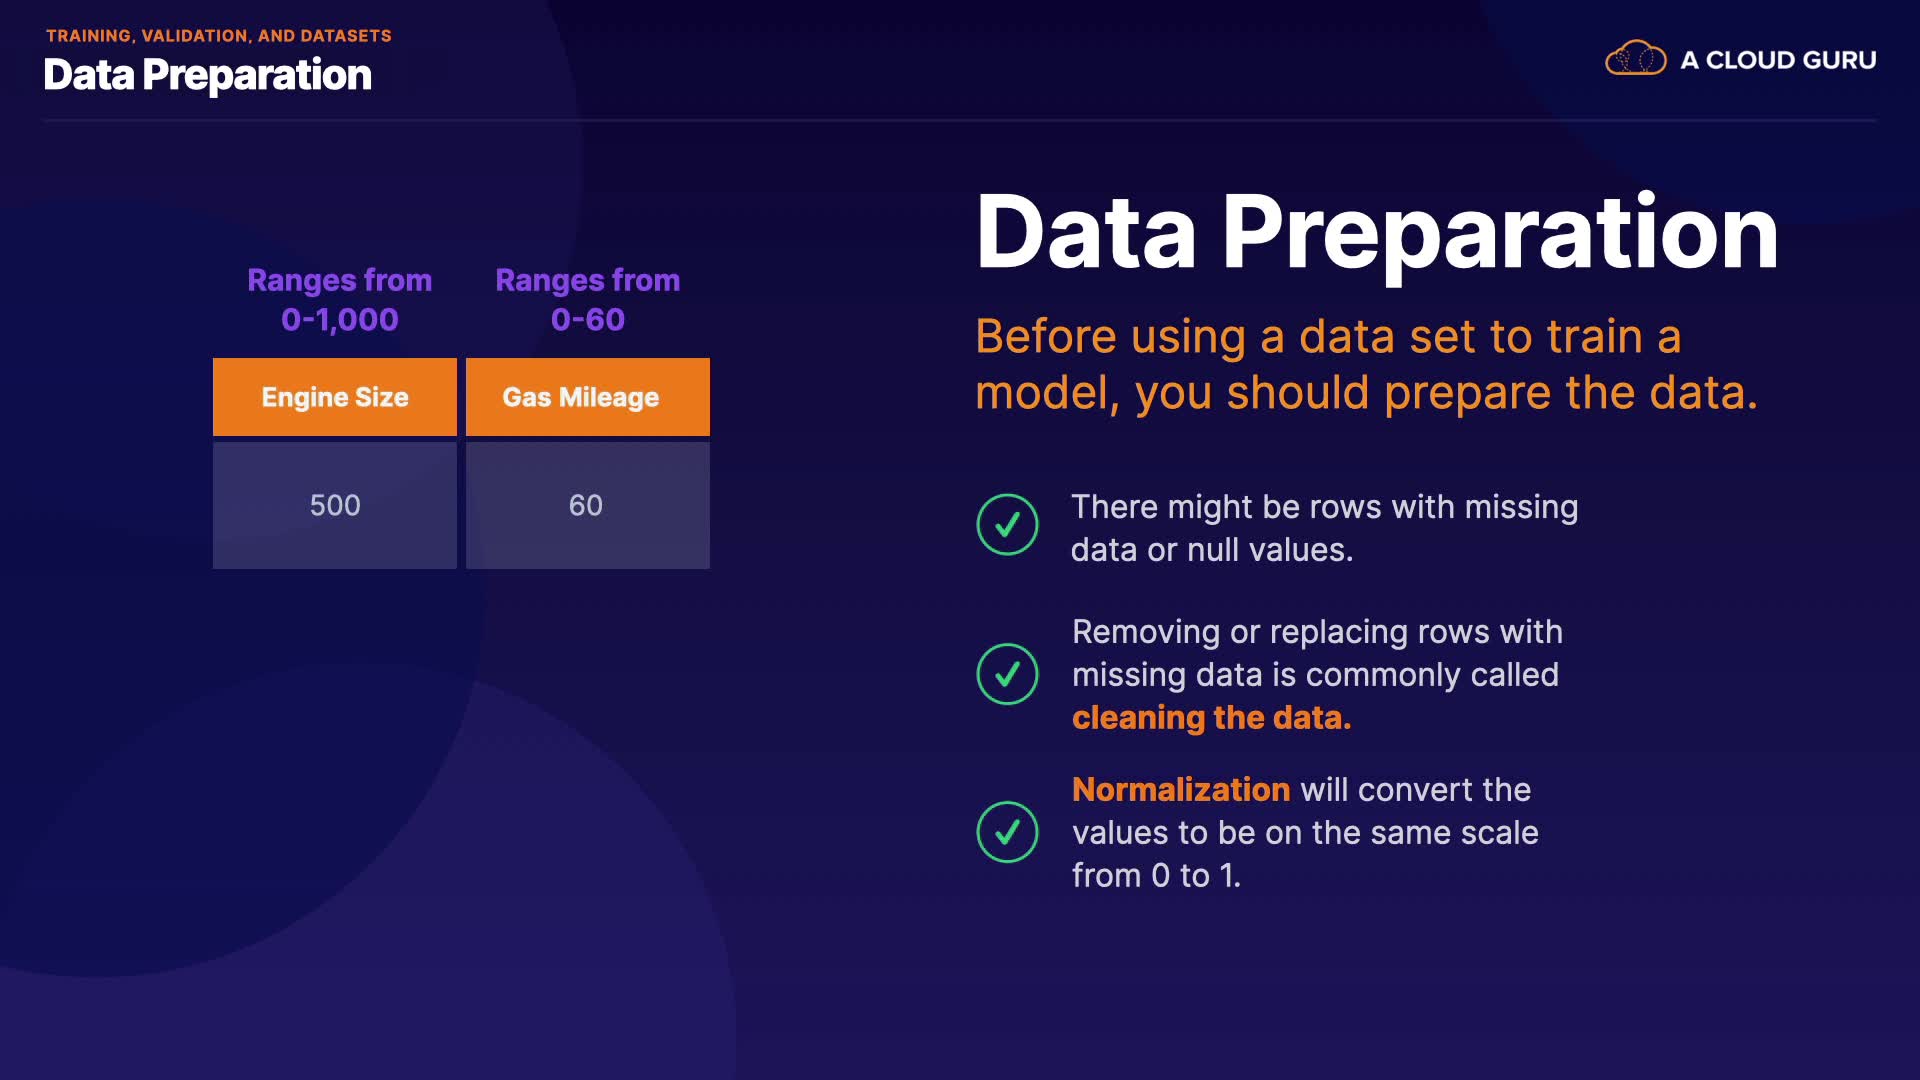 TRAINING, VALIDATION, AND DATASETS
Data Preparation
A CLOUD GURU
Ranges from
0-1,000
Ranges from
0-60
Engine Size
Gas Mileage
500
60
Data Preparation
Before using a data set to train a
model, you should prepare the data.
There might be rows with missing
data or null values.
Removing or replacing rows with
missing data is commonly called
cleaning the data.
Normalization will convert the
values to be on the same scale
from 0 to 1.